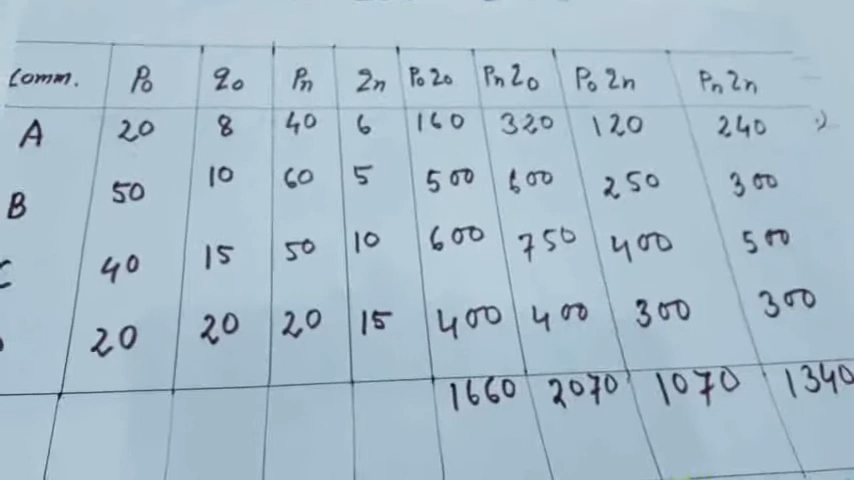 Comm. P0 q0 Pn qn P0q0 Pnq0 P0qn Pnqn
A 20 8 40 6 160 320 120 240
B 50 10 60 5 500 600 250 300
C 40 15 50 10 600 750 400 500
20 20 20 15 400 400 300 300
1660 2070 1070 1340